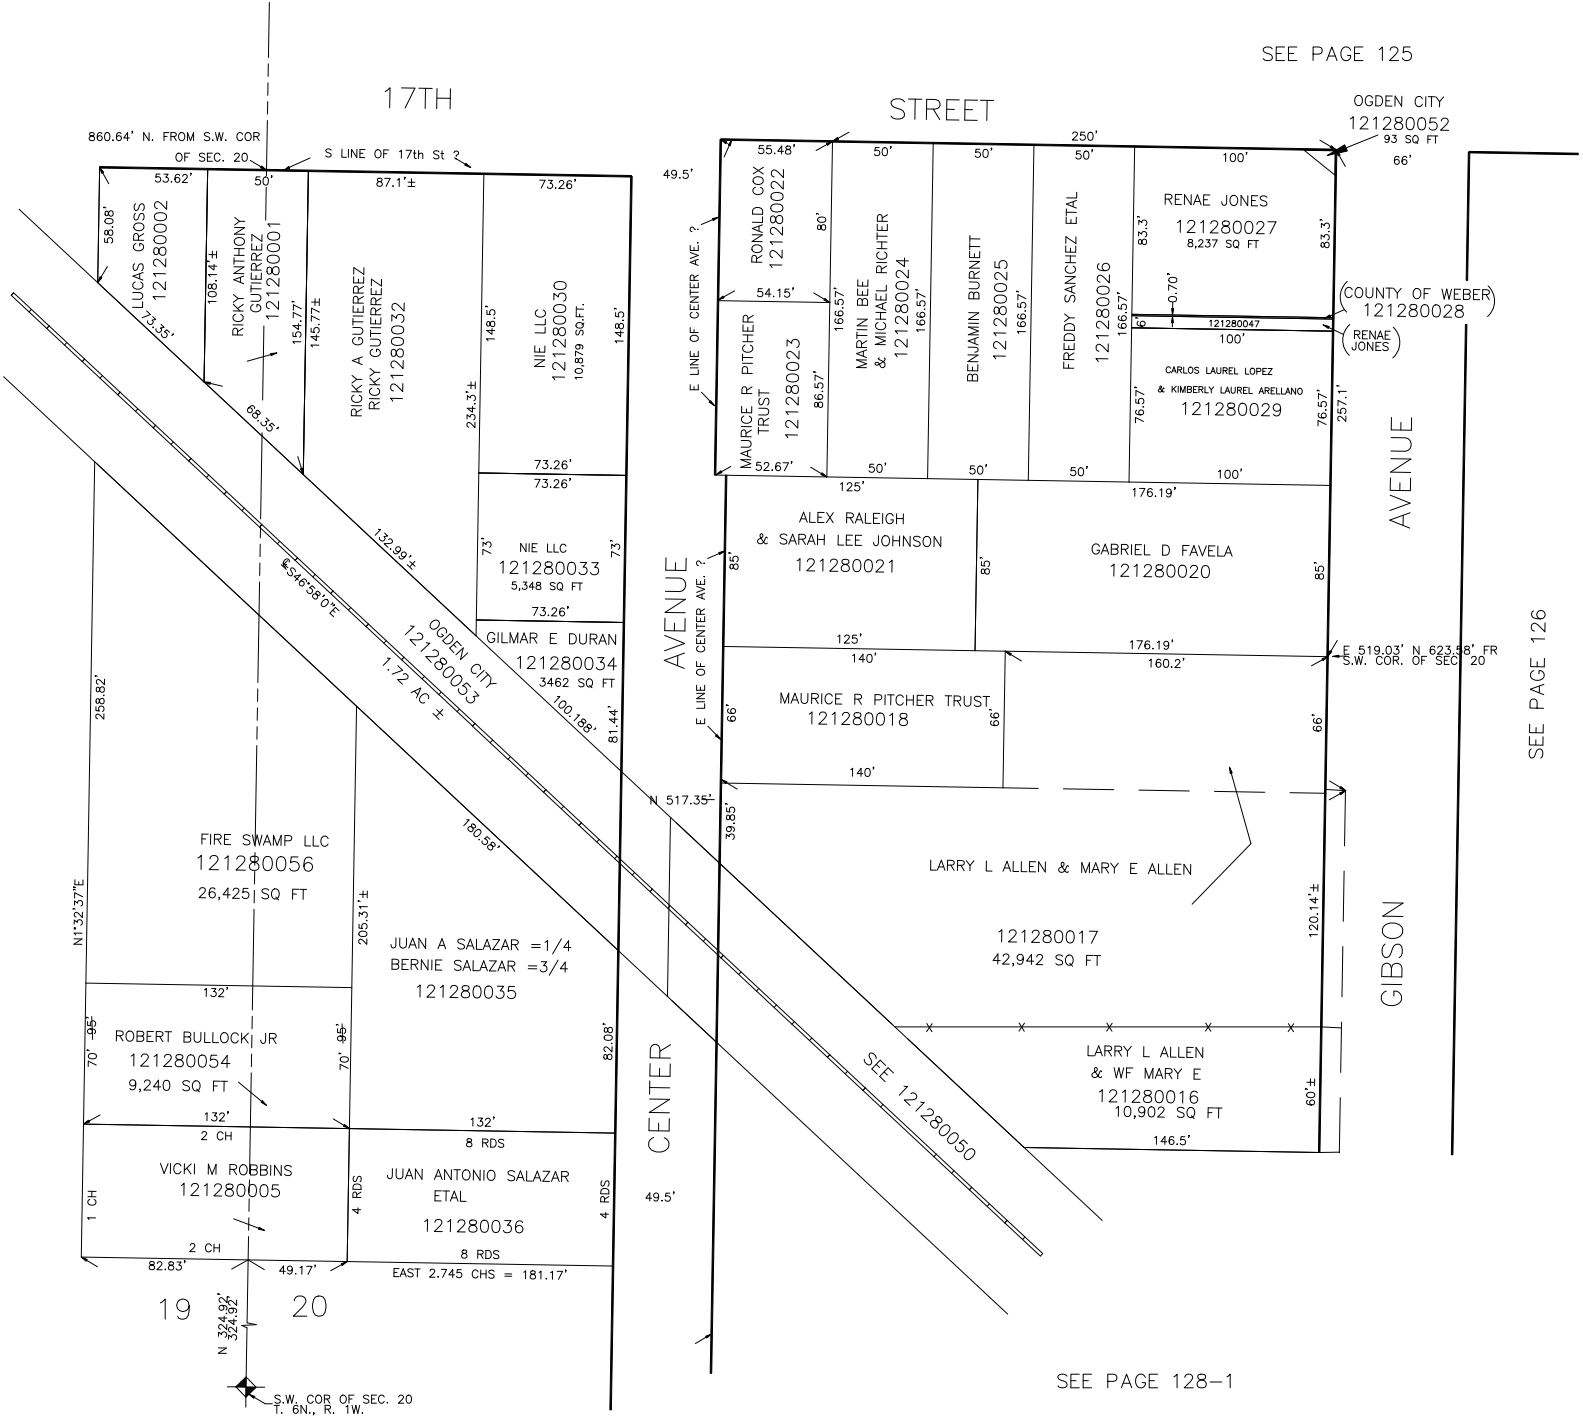 SEE PAGE 125
17TH
STREET
OGDEN CITY
121280052
93 SQ FT
66'
860.64' N. FROM S.W. COR
OF SEC. 20
S LINE OF 17th St ?
250'
53.62'
50'
87.1'±
73.26'
49.5'
55.48'
50'
50'
50'
100'
58.08'
LUCAS GROSS
121280002
73.35'
108.14'±
RICKY ANTHONY
GUTIERREZ
121280001
154.77'
145.77±
68.35'
RICKY A GUTIERREZ
RICKY GUTIERREZ
121280032
148.5'
234.3'±
NIE LLC
121280030
10,879 SQ.FT.
148.5'
73.26'
73.26'
E LINE OF CENTER AVE. ?
RONALD COX
121280022
80'
54.15'
MAURICE R PITCHER
TRUST
121280023
86.57'
52.67'
166.57'
MARTIN BEE
& MICHAEL RICHTER
121280024
166.57'
50'
BENJAMIN BURNETT
121280025
166.57'
50'
FREDDY SANCHEZ ETAL
121280026
166.57'
50'
83.3'
RENAE JONES
121280027
8,237 SQ FT
83.3'
0.70'
(COUNTY OF WEBER)
121280028
6'
121280047
(RENAE
JONES)
100'
CARLOS LAUREL LOPEZ
& KIMBERLY LAUREL ARELLANO
121280029
76.57'
76.57'
257.1'
100'
AVENUE
132.99'±
73'
NIE LLC
121280033
5,348 SQ FT
73'
73.26'
GILMAR E DURAN
121280034
3462 SQ FT
81.44'
100.188'
℄S46°58'0"E
OGDEN CITY
121280053
1.72 AC ±
AVENUE
E LINE OF CENTER AVE. ?
125'
ALEX RALEIGH
& SARAH LEE JOHNSON
121280021
85'
85'
125'
176.19'
GABRIEL D FAVELA
121280020
85'
176.19'
E 519.03' N 623.58' FR
S.W. COR. OF SEC. 20
SEE PAGE 126
140'
MAURICE R PITCHER TRUST
121280018
66'
66'
140'
160.2'
66'
N 517.35'
39.85'
LARRY L ALLEN & MARY E ALLEN
121280017
42,942 SQ FT
120.14'±
GIBSON
258.82'
FIRE SWAMP LLC
121280056
26,425 SQ FT
N1°32'37"E
180.58'
205.31'±
JUAN A SALAZAR =1/4
BERNIE SALAZAR =3/4
121280035
82.08'
132'
70' 95'
ROBERT BULLOCK JR
121280054
9,240 SQ FT
70' 95'
132'
132'
X X X X X
LARRY L ALLEN
& WF MARY E
121280016
10,902 SQ FT
60'±
146.5'
SEE 121280050
CENTER
2 CH
VICKI M ROBBINS
121280005
1 CH
2 CH
4 RDS
8 RDS
JUAN ANTONIO SALAZAR
ETAL
121280036
4 RDS
8 RDS
49.5'
82.83'
49.17'
EAST 2.745 CHS = 181.17'
19
20
N 324.92'
324.92'
S.W. COR OF SEC. 20
T. 6N., R. 1W.
SEE PAGE 128-1